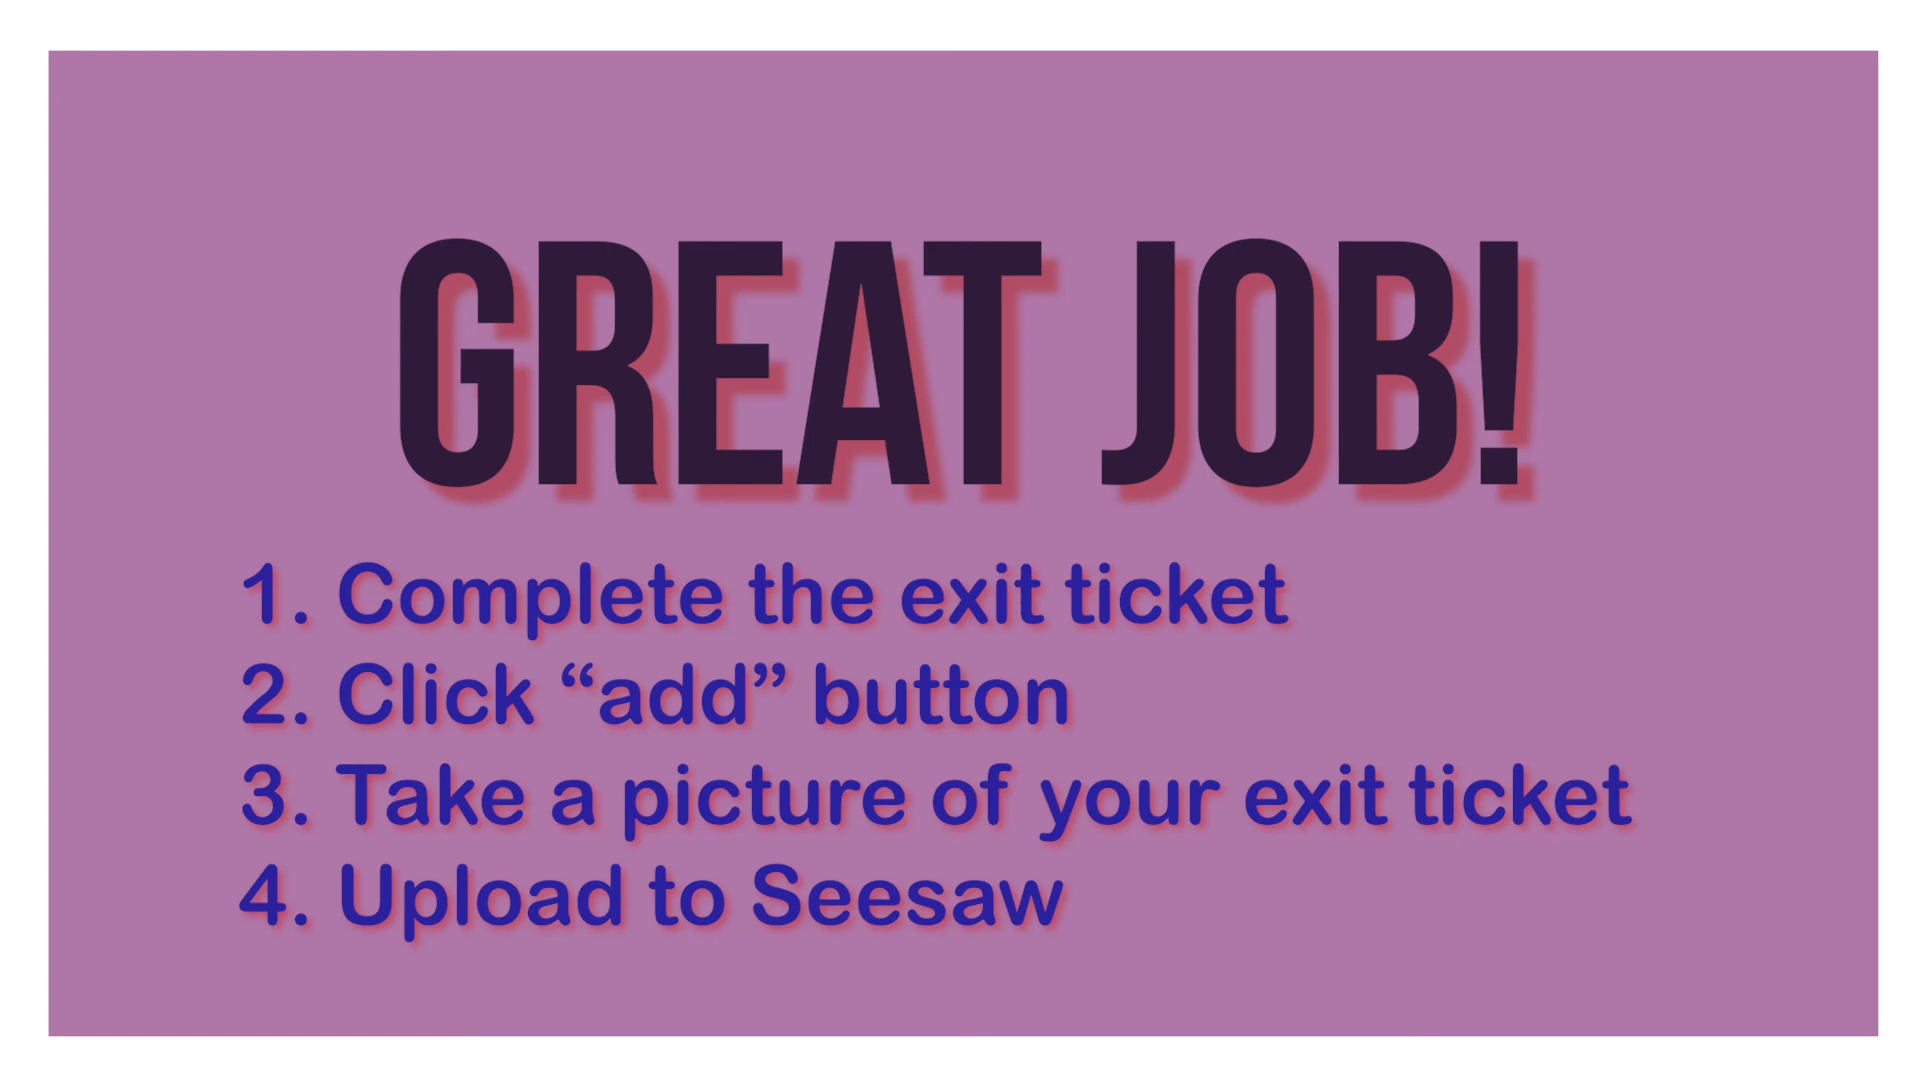 GREAT JOB!
1. Complete the exit ticket
2. Click “add” button
3. Take a picture of your exit ticket
4. Upload to Seesaw